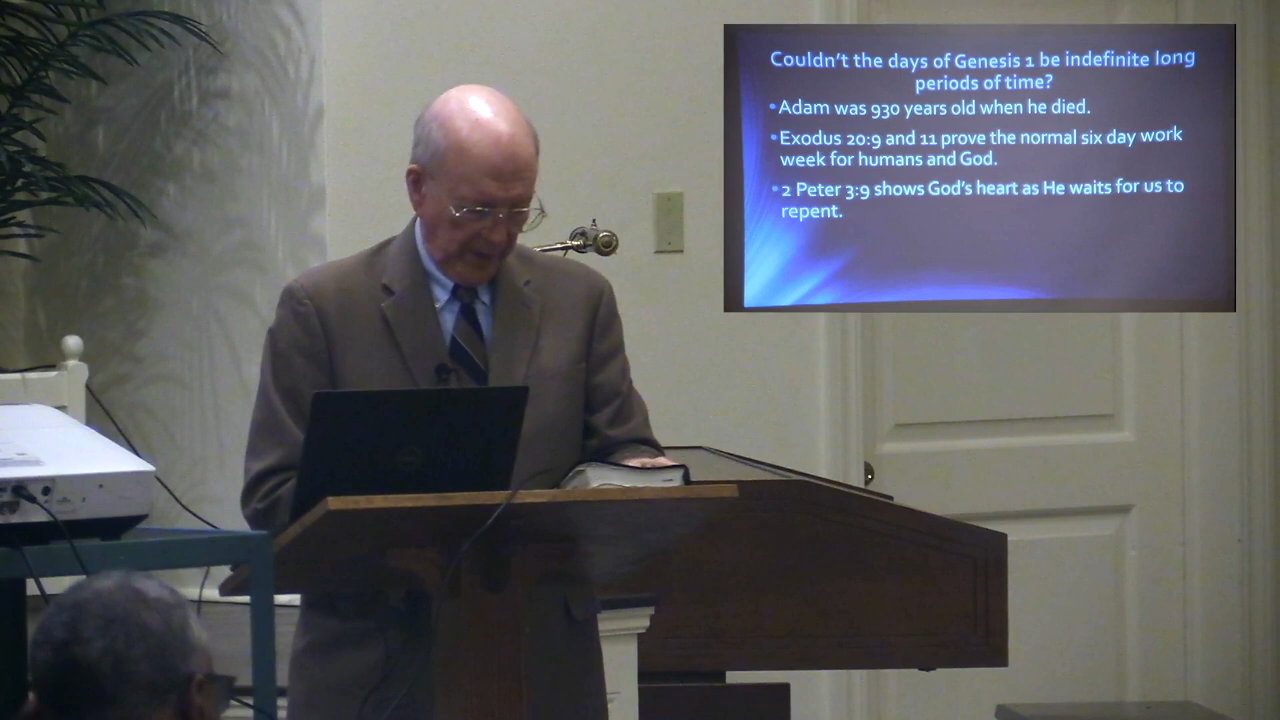 Couldn't the days of Genesis 1 be indefinite long
periods of time?
•Adam was 930 years old when he died.
•Exodus 20:9 and 11 prove the normal six day work
week for humans and God.
•2 Peter 3:9 shows God's heart as He waits for us to
repent.